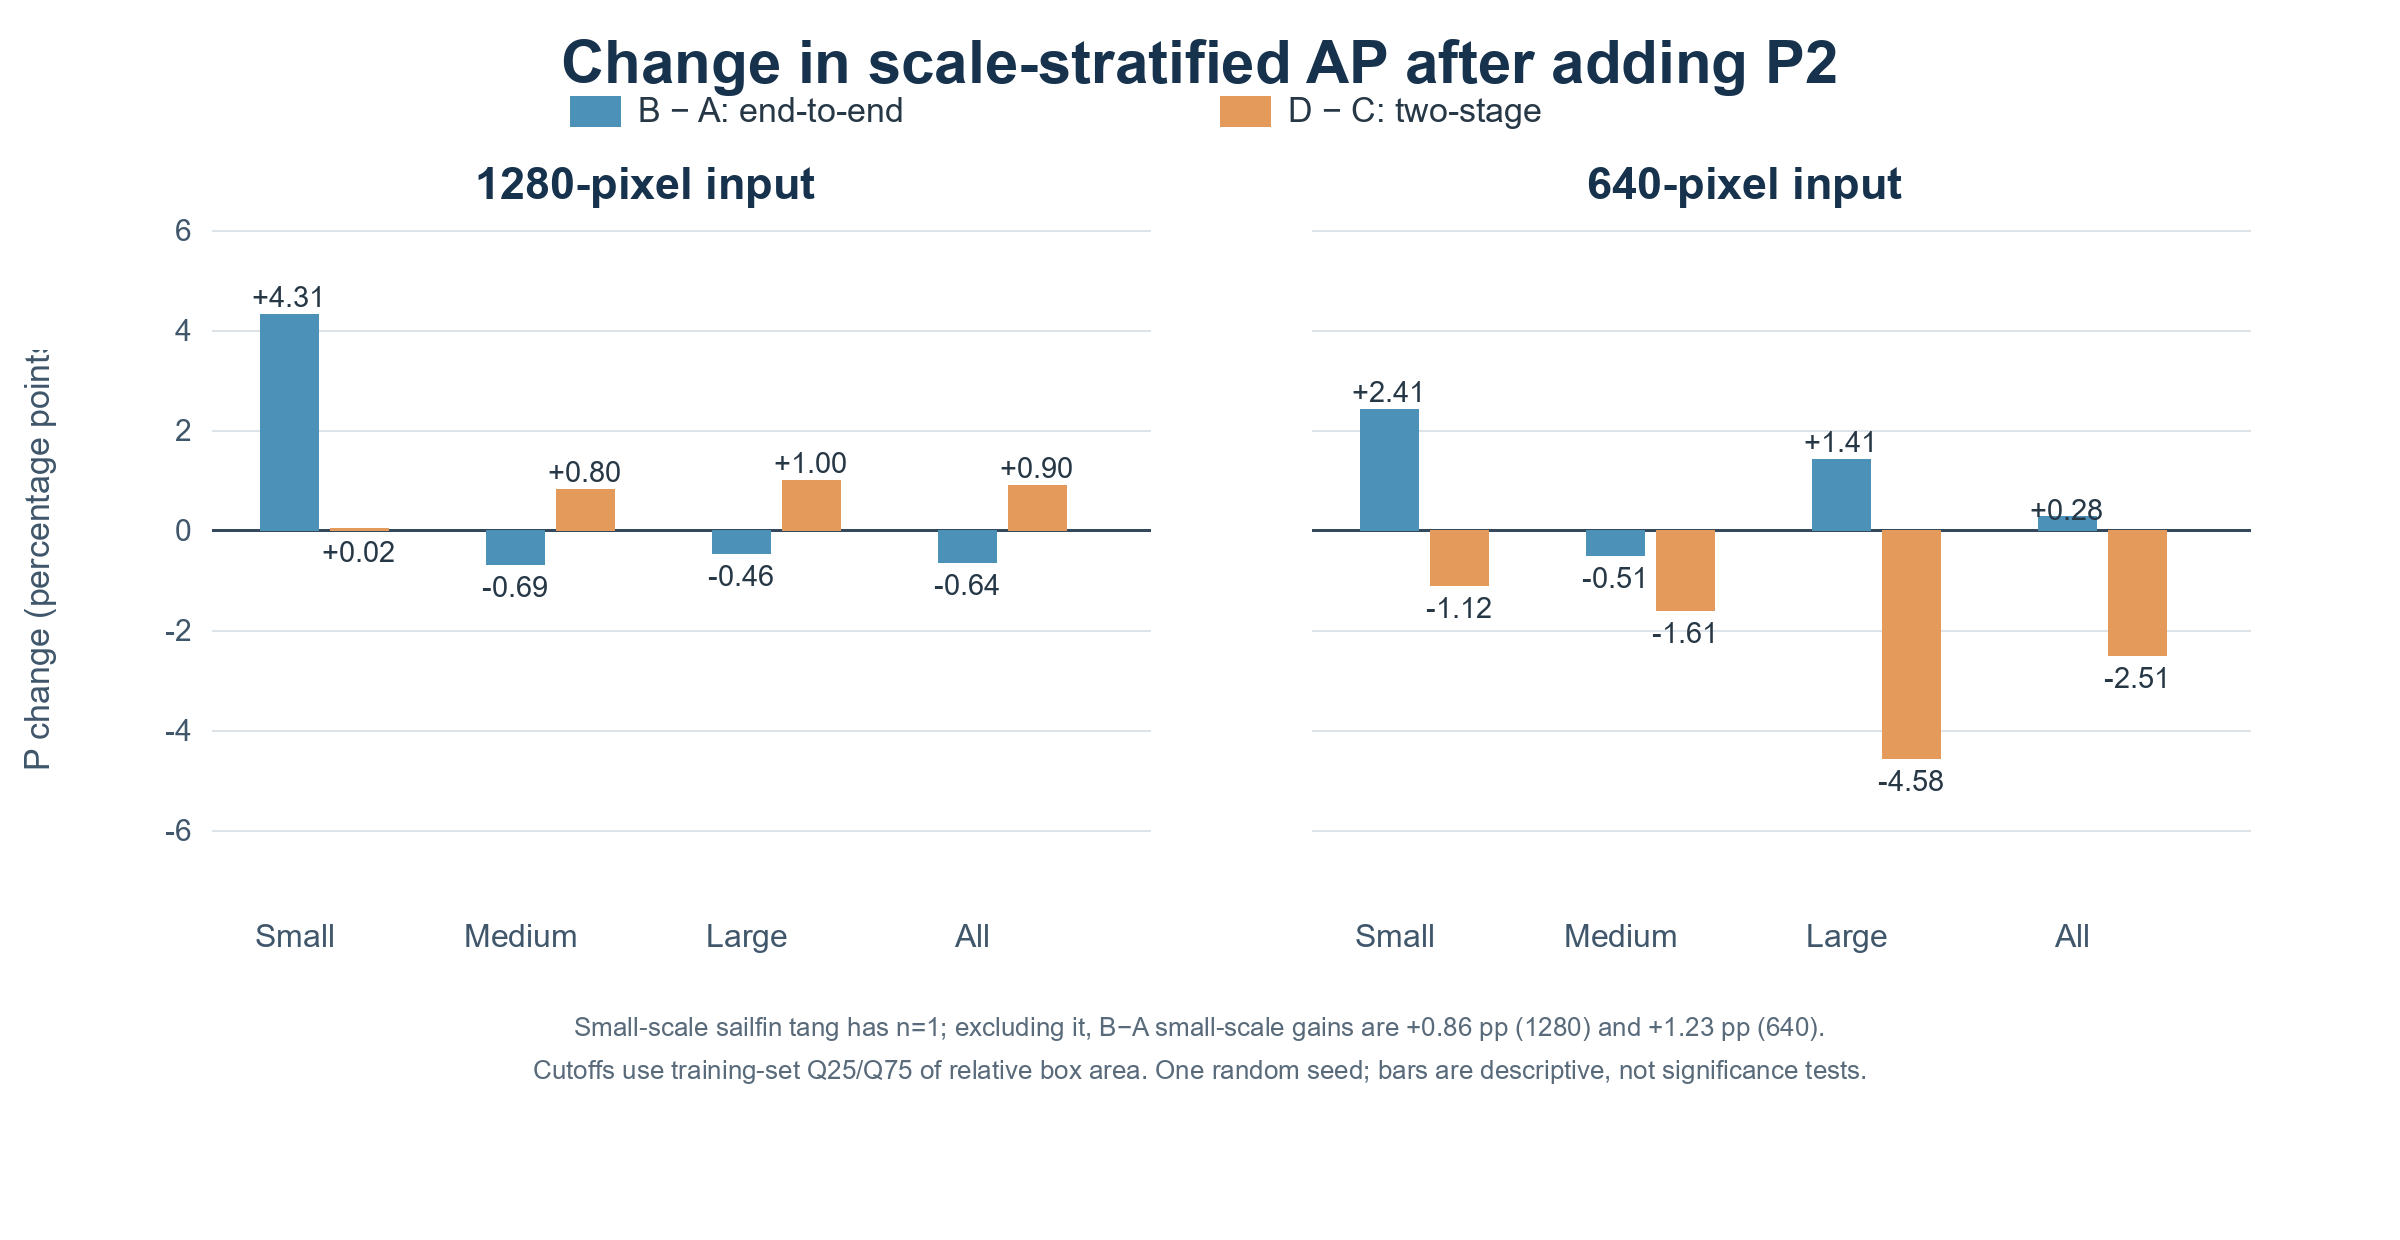 Change in scale-stratified AP after adding P2
B − A: end-to-end
D − C: two-stage
1280-pixel input
640-pixel input
P change (percentage points
6
4
2
0
-2
-4
-6
+4.31
+0.02
-0.69
+0.80
-0.46
+1.00
-0.64
+0.90
+2.41
-1.12
-0.51
-1.61
+1.41
-4.58
+0.28
-2.51
Small
Medium
Large
All
Small
Medium
Large
All
Small-scale sailfin tang has n=1; excluding it, B−A small-scale gains are +0.86 pp (1280) and +1.23 pp (640).
Cutoffs use training-set Q25/Q75 of relative box area. One random seed; bars are descriptive, not significance tests.